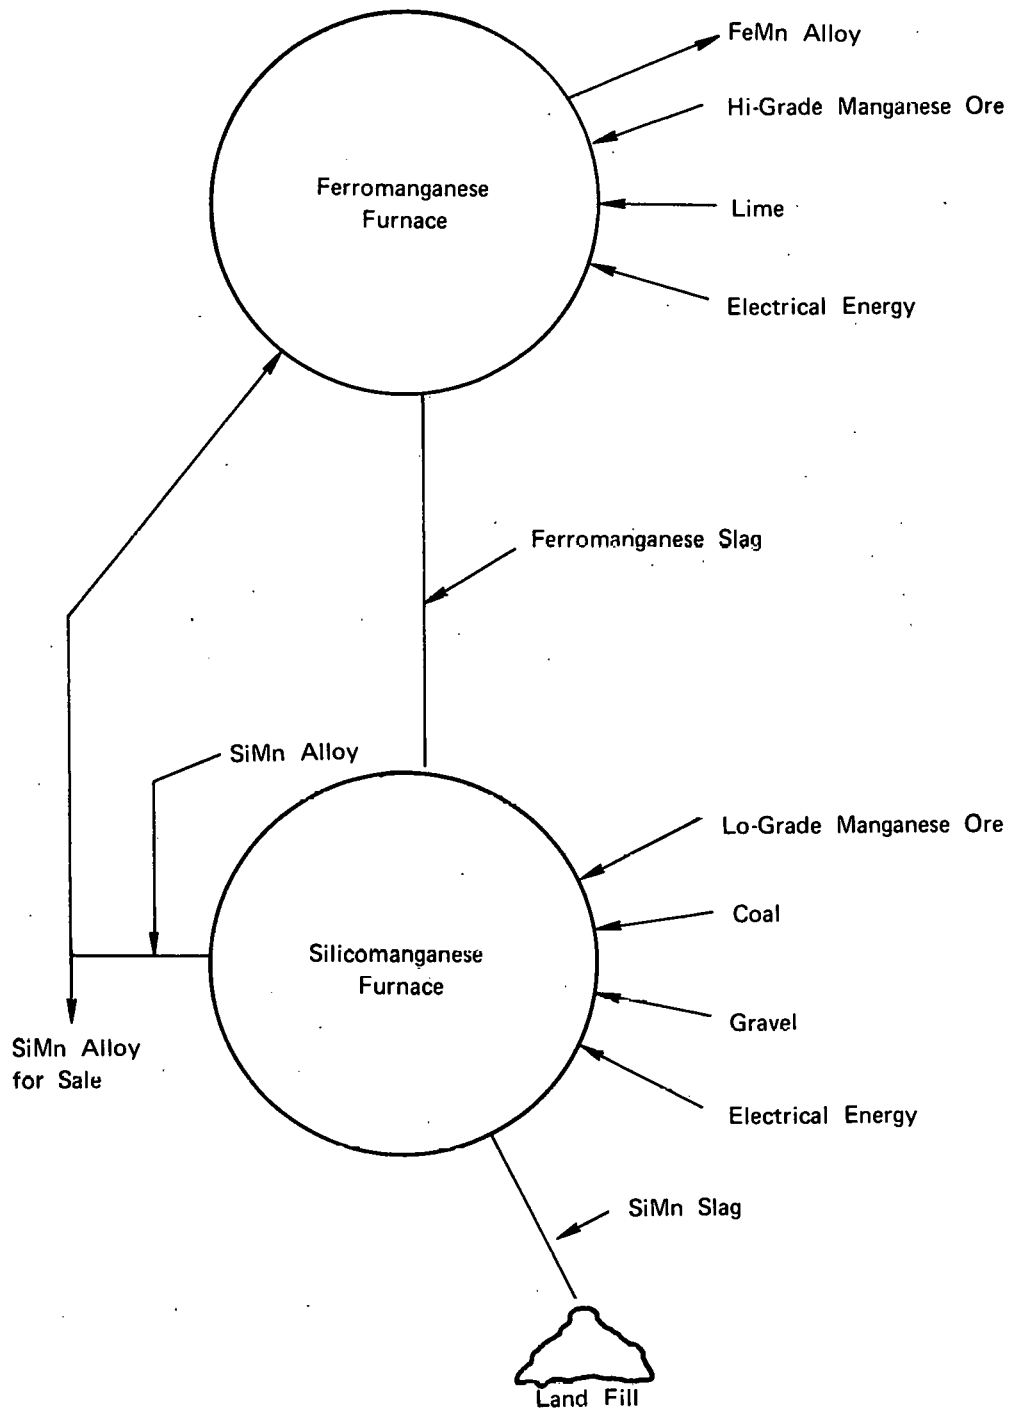 FeMn Alloy
Hi-Grade Manganese Ore
Ferromanganese
Furnace
Lime
Electrical Energy
Ferromanganese Slag
SiMn Alloy
Lo-Grade Manganese Ore
Coal
Silicomanganese
Furnace
Gravel
SiMn Alloy
for Sale
Electrical Energy
SiMn Slag
Land Fill